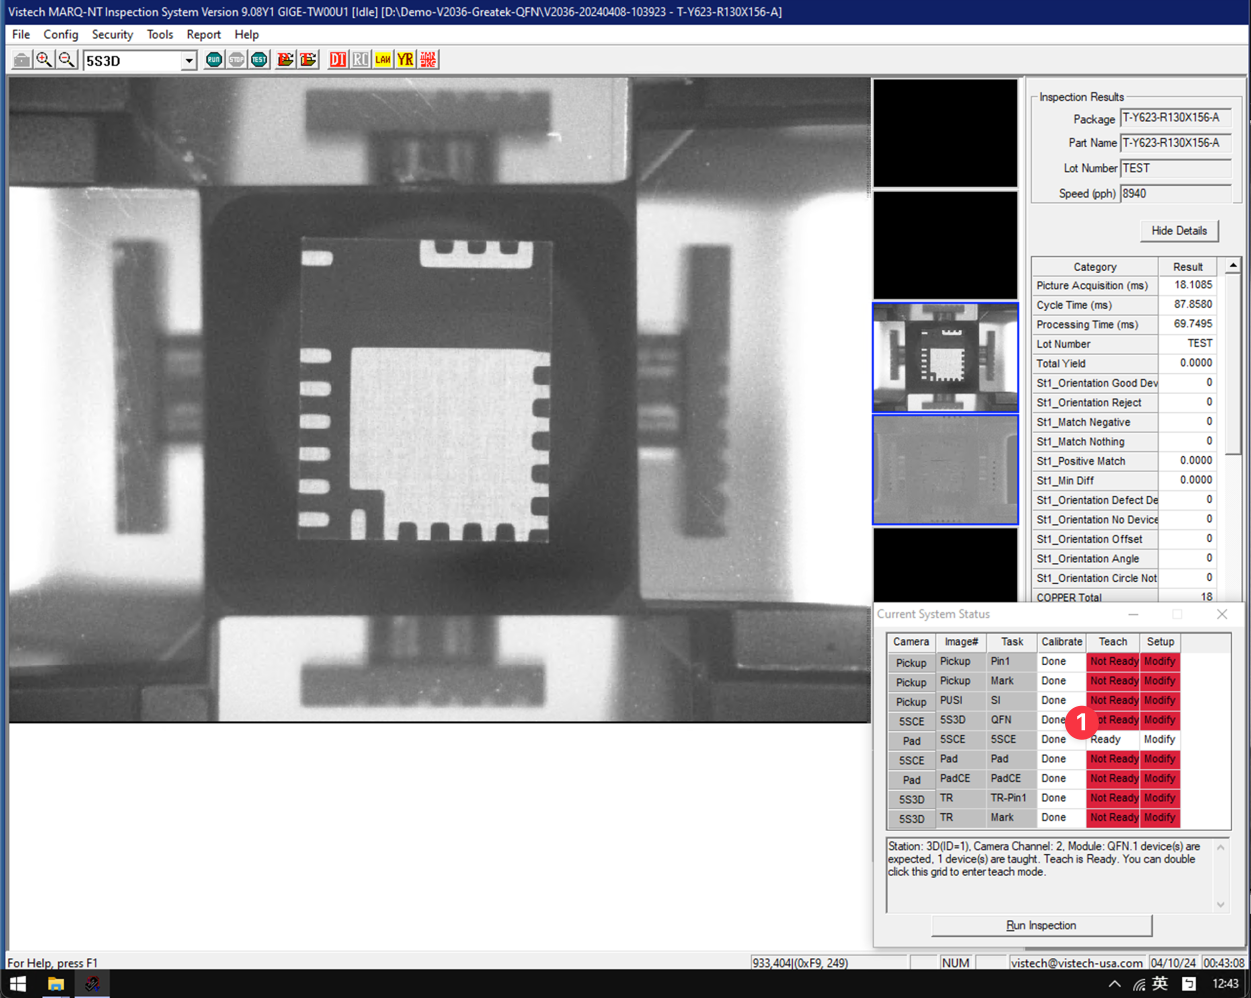 Vistech MARQ-NT Inspection System Version 9.08Y1 GIGE-TW00U1 [Idle] [D:\Demo-V2036-Greatek-QFN\V2036-20240408-103923 - T-Y623-R130X156-A]
File Config Security Tools Report Help
5S3D RUN STOP TEST DT RC LAN YR
Inspection Results
Package T-Y623-R130X156-A
Part Name T-Y623-R130X156-A
Lot Number TEST
Speed (pph) 8940
Hide Details
Category Result
Picture Acquisition (ms) 18.1085
Cycle Time (ms) 87.8580
Processing Time (ms) 69.7495
Lot Number TEST
Total Yield 0.0000
St1_Orientation Good Dev 0
St1_Orientation Reject 0
St1_Match Negative 0
St1_Match Nothing 0
St1_Positive Match 0.0000
St1_Min Diff 0.0000
St1_Orientation Defect De 0
St1_Orientation No Device 0
St1_Orientation Offset 0
St1_Orientation Angle 0
St1_Orientation Circle Not 0
COPPER Total 18
Current System Status
Camera Image# Task Calibrate Teach Setup
Pickup Pickup Pin1 Done Not Ready Modify
Pickup Pickup Mark Done Not Ready Modify
Pickup PUSI SI Done Not Ready Modify
5SCE 5S3D QFN Done 1 Not Ready Modify
Pad 5SCE 5SCE Done Ready Modify
5SCE Pad Pad Done Not Ready Modify
Pad PadCE PadCE Done Not Ready Modify
5S3D TR TR-Pin1 Done Not Ready Modify
5S3D TR Mark Done Not Ready Modify
Station: 3D(ID=1), Camera Channel: 2, Module: QFN.1 device(s) are
expected, 1 device(s) are taught. Teach is Ready. You can double
click this grid to enter teach mode.
Run Inspection
For Help, press F1
933,404|(0xF9, 249) NUM vistech@vistech-usa.com 04/10/24 00:43:08
英 12:43